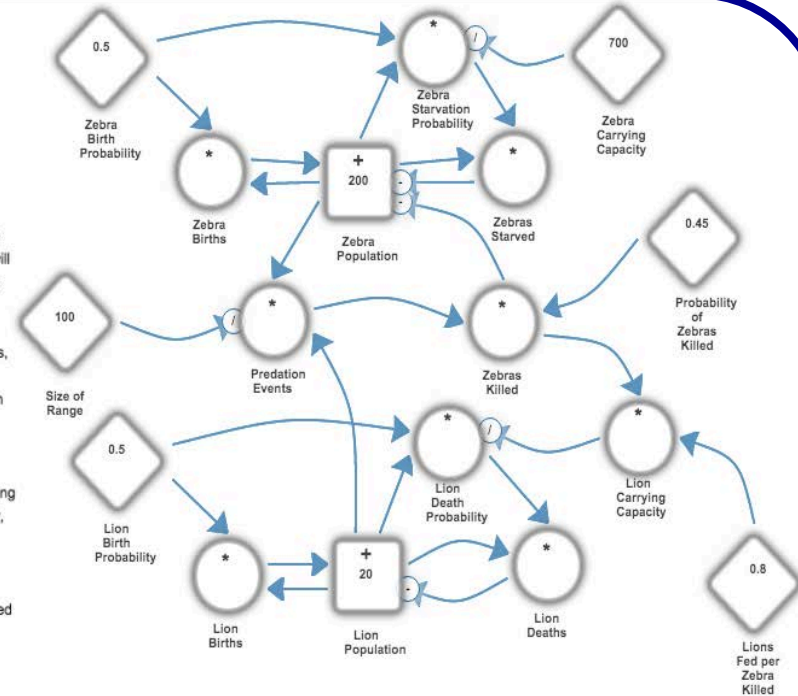 0.5
Zebra
Birth
Probability
*
Zebra
Starvation
Probability
/
700
Zebra
Carrying
Capacity
*
Zebra
Births
+
200
Zebra
Population
-
-
*
Zebras
Starved
0.45
Probability
of
Zebras
Killed
100
Size of
Range
/
*
Predation
Events
*
Zebras
Killed
0.5
Lion
Birth
Probability
*
Lion
Death
Probability
/
*
Lion
Carrying
Capacity
*
Lion
Births
+
20
Lion
Population
-
*
Lion
Deaths
0.8
Lions
Fed per
Zebra
Killed